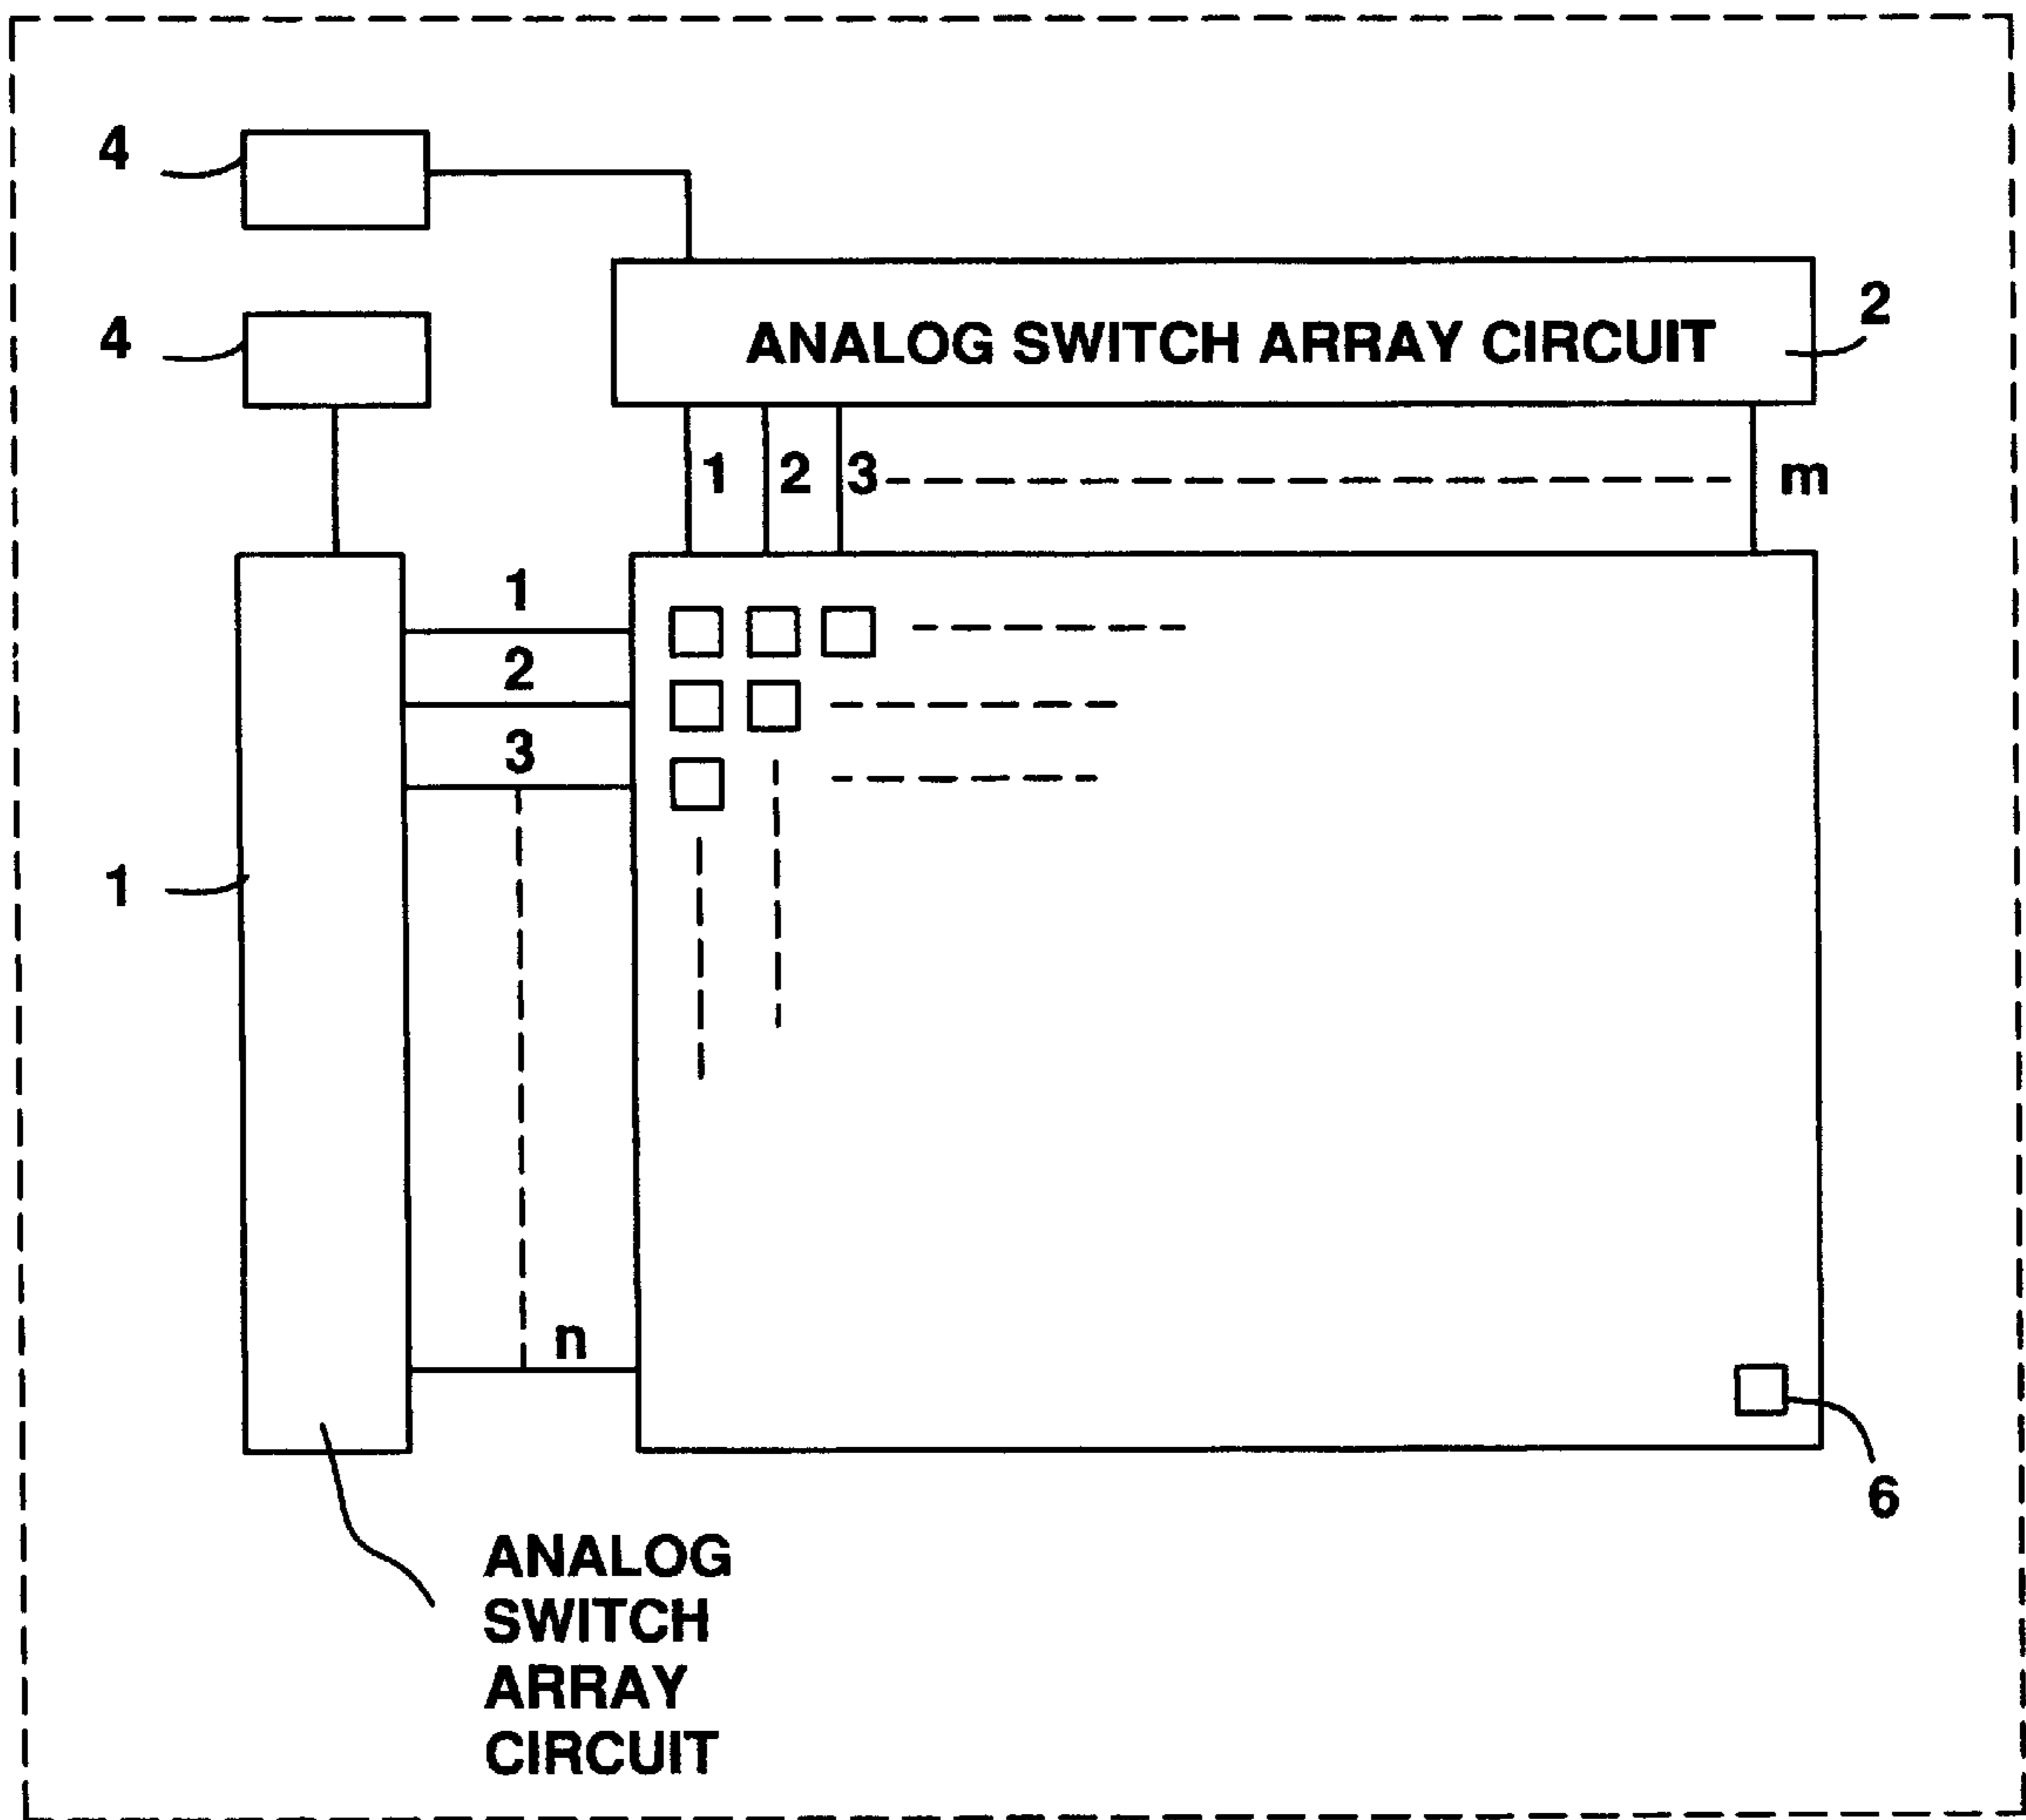 4
4
ANALOG SWITCH ARRAY CIRCUIT
2
1 2 3 m
1
2
3
1
n
6
ANALOG
SWITCH
ARRAY
CIRCUIT